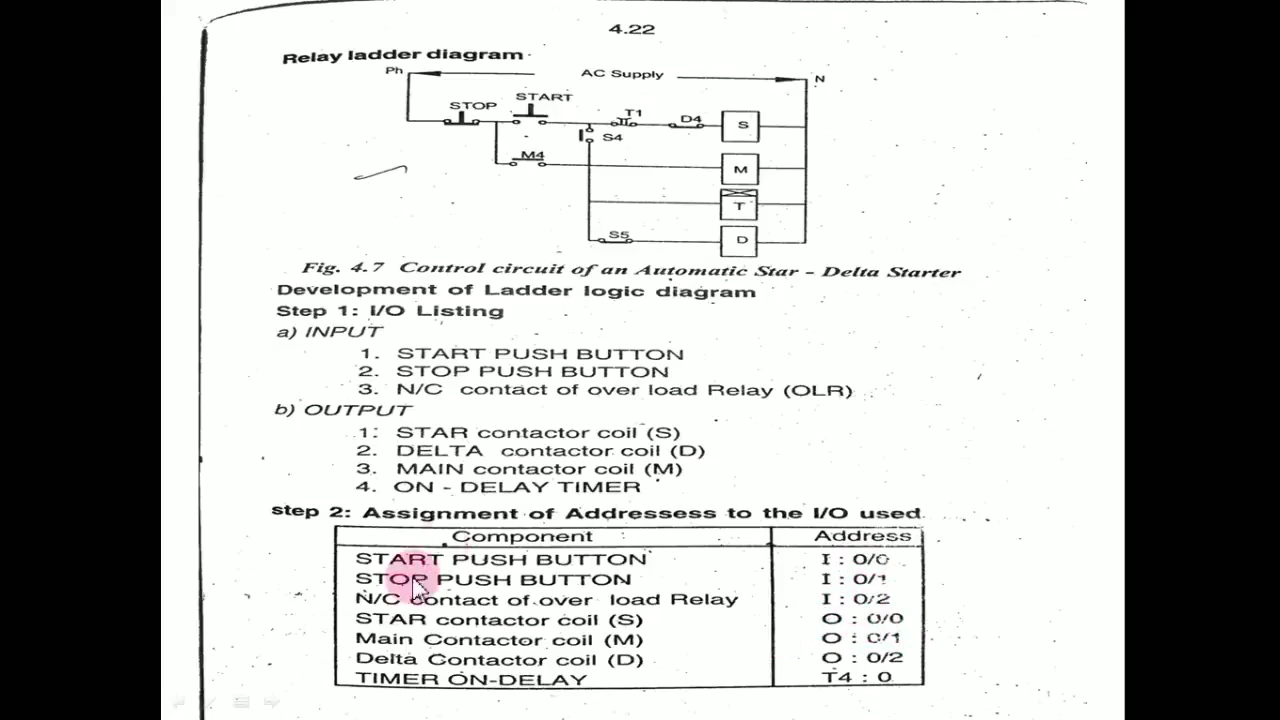 4.22
Relay ladder diagram
Ph AC Supply N
STOP START T1 D4 S
S4
M4 M
T
S5 D
Fig. 4.7 Control circuit of an Automatic Star - Delta Starter
Development of Ladder logic diagram
Step 1: I/O Listing
a) INPUT
1. START PUSH BUTTON
2. STOP PUSH BUTTON
3. N/C contact of over load Relay (OLR)
b) OUTPUT
1: STAR contactor coil (S)
2. DELTA contactor coil (D)
3. MAIN contactor coil (M)
4. ON - DELAY TIMER
step 2: Assignment of Addressess to the I/O used
Component Address
START PUSH BUTTON I : 0/0
STOP PUSH BUTTON I : 0/1
N/C contact of over load Relay I : 0/2
STAR contactor coil (S) O : 0/0
Main Contactor coil (M) O : 0/1
Delta Contactor coil (D) O : 0/2
TIMER ON-DELAY T4 : 0